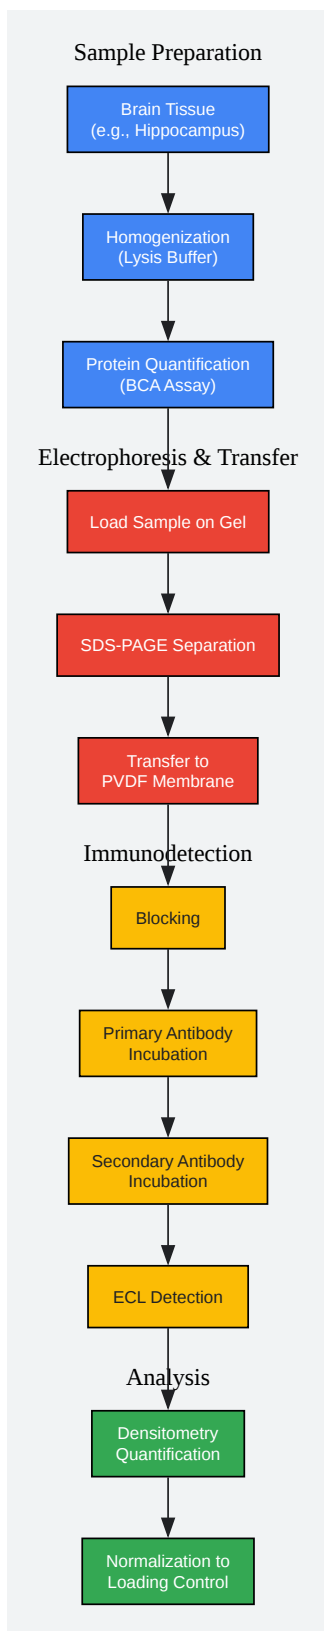 Sample Preparation
Brain Tissue
(e.g., Hippocampus)
Homogenization
(Lysis Buffer)
Protein Quantification
(BCA Assay)
Electrophoresis & Transfer
Load Sample on Gel
SDS-PAGE Separation
Transfer to
PVDF Membrane
Immunodetection
Blocking
Primary Antibody
Incubation
Secondary Antibody
Incubation
ECL Detection
Analysis
Densitometry
Quantification
Normalization to
Loading Control